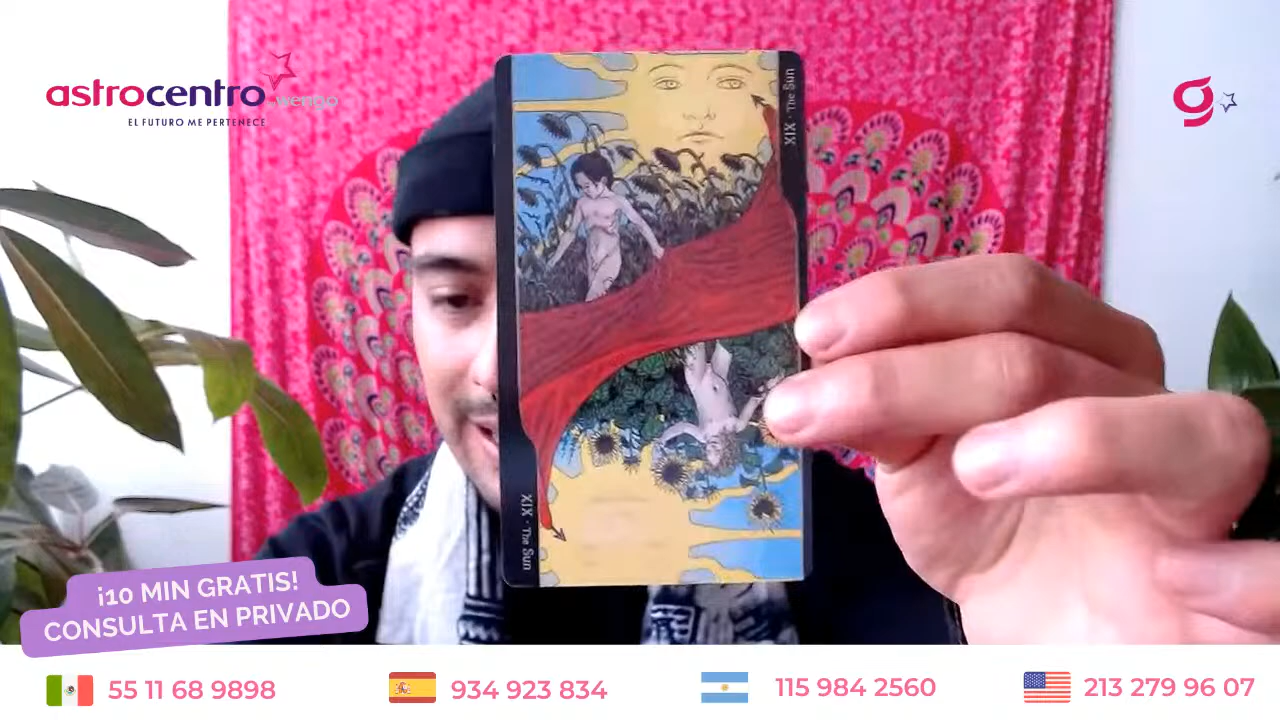 astrocentro
wengo
EL FUTURO ME PERTENECE
g
XIX · The Sun
XIX · The Sun
¡10 MIN GRATIS!
CONSULTA EN PRIVADO
55 11 68 9898
934 923 834
115 984 2560
213 279 96 07